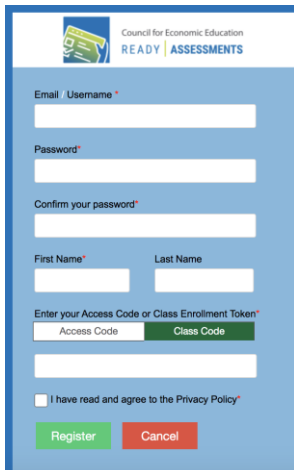 Council for Economic Education
READY | ASSESSMENTS
Email / Username *
Password*
Confirm your password*
First Name* Last Name
Enter your Access Code or Class Enrollment Token*
Access Code Class Code
I have read and agree to the Privacy Policy*
Register Cancel